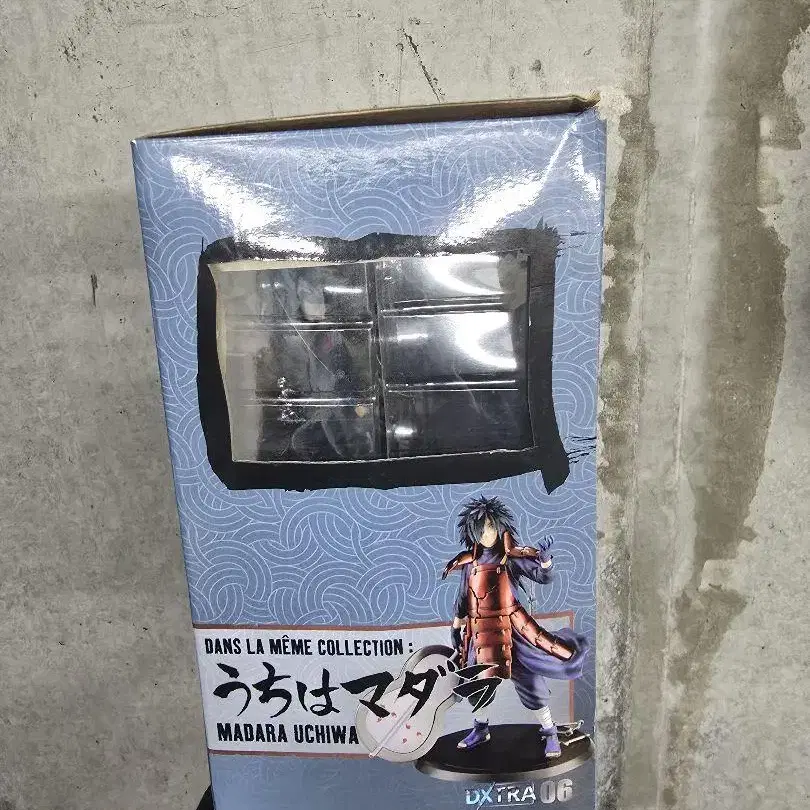 DANS LA MÊME COLLECTION :
うちはマダラ
MADARA UCHIWA
DXTRA 06